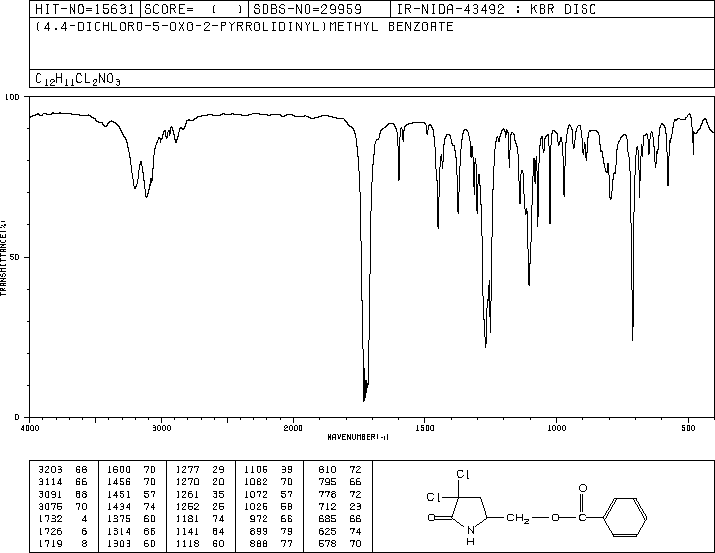 HIT-NO=15631 SCORE= ( ) SDBS-NO=29959 IR-NIDA-43492 : KBR DISC
(4.4-DICHLORO-5-OXO-2-PYRROLIDINYL)METHYL BENZOATE
C12H11CL2NO3
100
50
0
TRANSMITTANCE(%)
4000 3000 2000 1500 1000 500
WAVENUMBER(-1)
3203 68 1600 70 1277 29 1106 39 810 72
3114 66 1456 70 1270 20 1082 70 795 66
3091 68 1451 57 1261 35 1072 57 778 72
3075 70 1434 74 1252 25 1026 58 712 23
1732 4 1375 60 1181 74 972 66 685 66
1726 6 1314 66 1141 64 899 79 625 74
1719 8 1303 60 1118 60 888 77 578 70
Cl
Cl
O
N
H
CH2
O
O